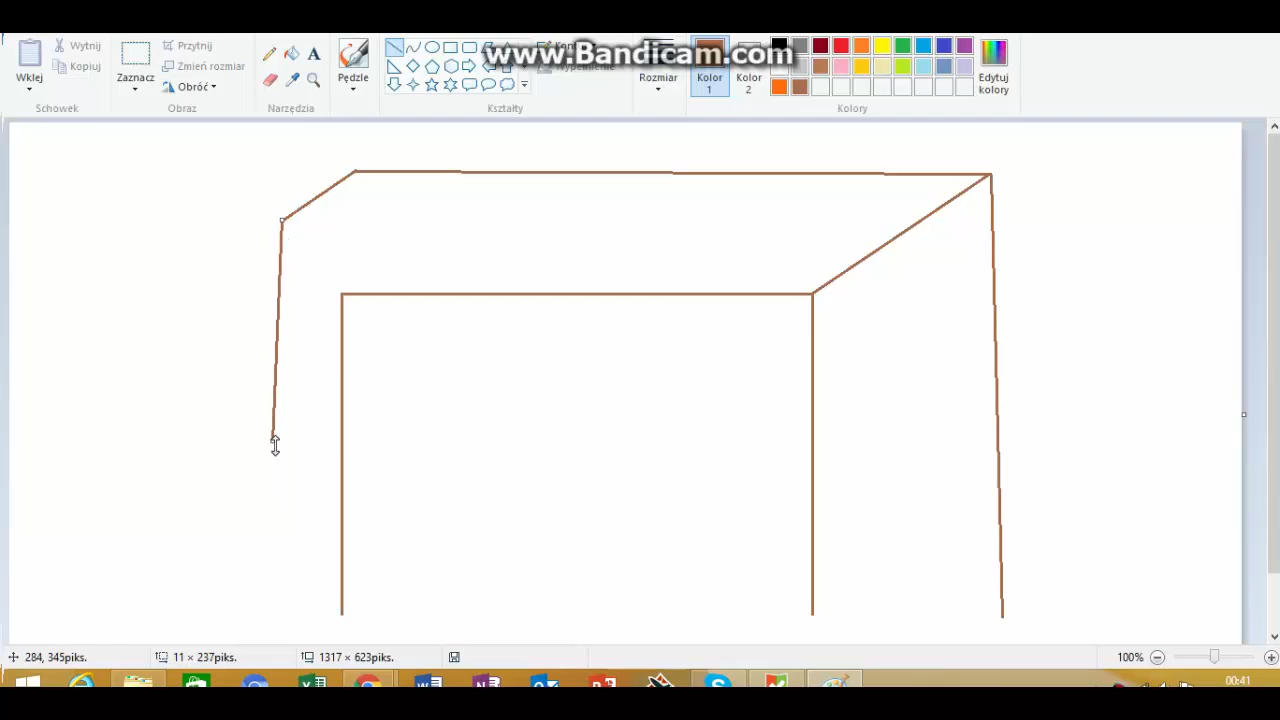 www.Bandicam.com
Wklej
Wytnij
Kopiuj
Schowek
Zaznacz
Przytnij
Zmień rozmiar
Obróć
Obraz
Narzędzia
Pędzle
Kształty
Rozmiar
Kolor 1
Kolor 2
Edytuj kolory
Kolory
284, 345piks.
11 × 237piks.
1317 × 623piks.
100%
00:41